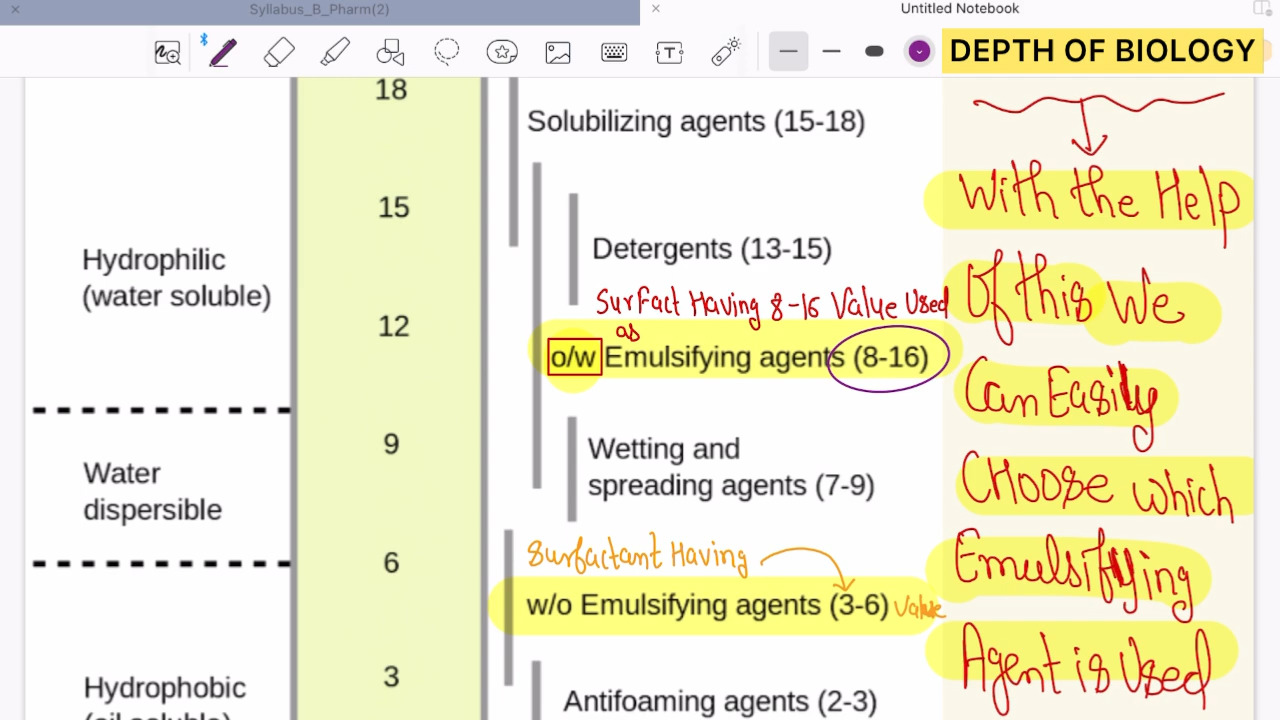 Syllabus_B_Pharm(2)
Untitled Notebook
DEPTH OF BIOLOGY
18
Solubilizing agents (15-18)
15
Detergents (13-15)
Hydrophilic
(water soluble)
SurFact Having 8-16 Value Used
as
12
o/w Emulsifying agents (8-16)
9
Wetting and
spreading agents (7-9)
Water
dispersible
6
Surfactant Having
w/o Emulsifying agents (3-6) Value
3
Hydrophobic
(oil soluble)
Antifoaming agents (2-3)
With the Help
Of this We
Can Easily
CHOOSE which
Emulsifying
Agent is Used